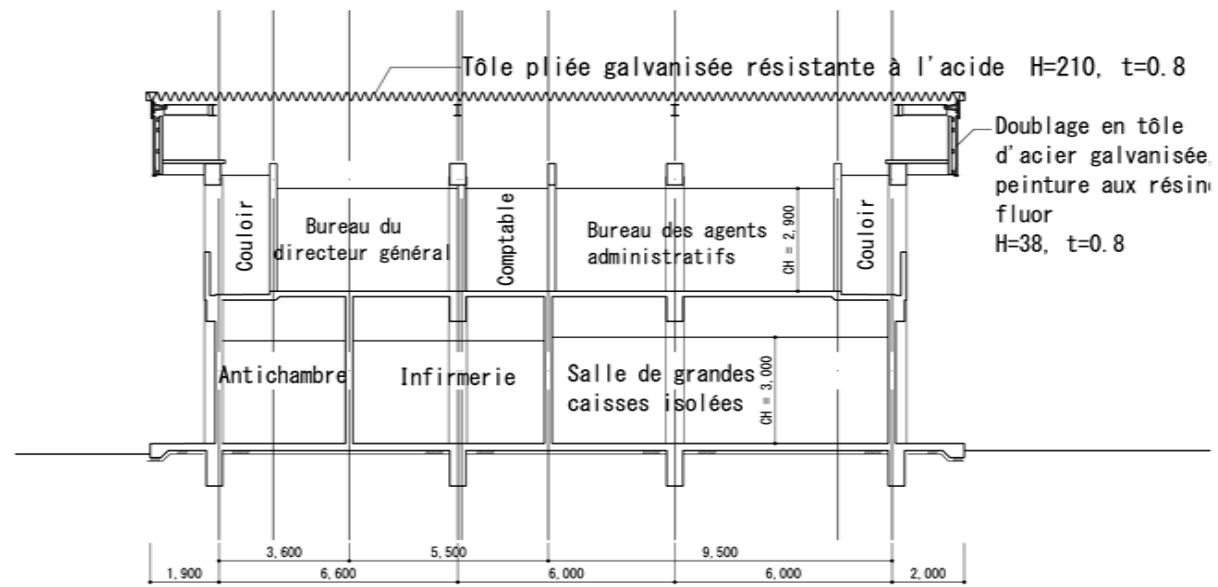 Tôle pliée galvanisée résistante à l'acide H=210, t=0.8
Doublage en tôle
d'acier galvanisée,
peinture aux
fluor
H=38, t=0.8
Couloir
Bureau du
directeur général
Comptable
Bureau des agents
administratifs
CH = 2,900
Couloir
Antichambre
Infirmerie
Salle de grandes
caisses isolées
CH = 3,000
3,600
5,500
9,500
1,900
6,600
6,000
6,000
2,000